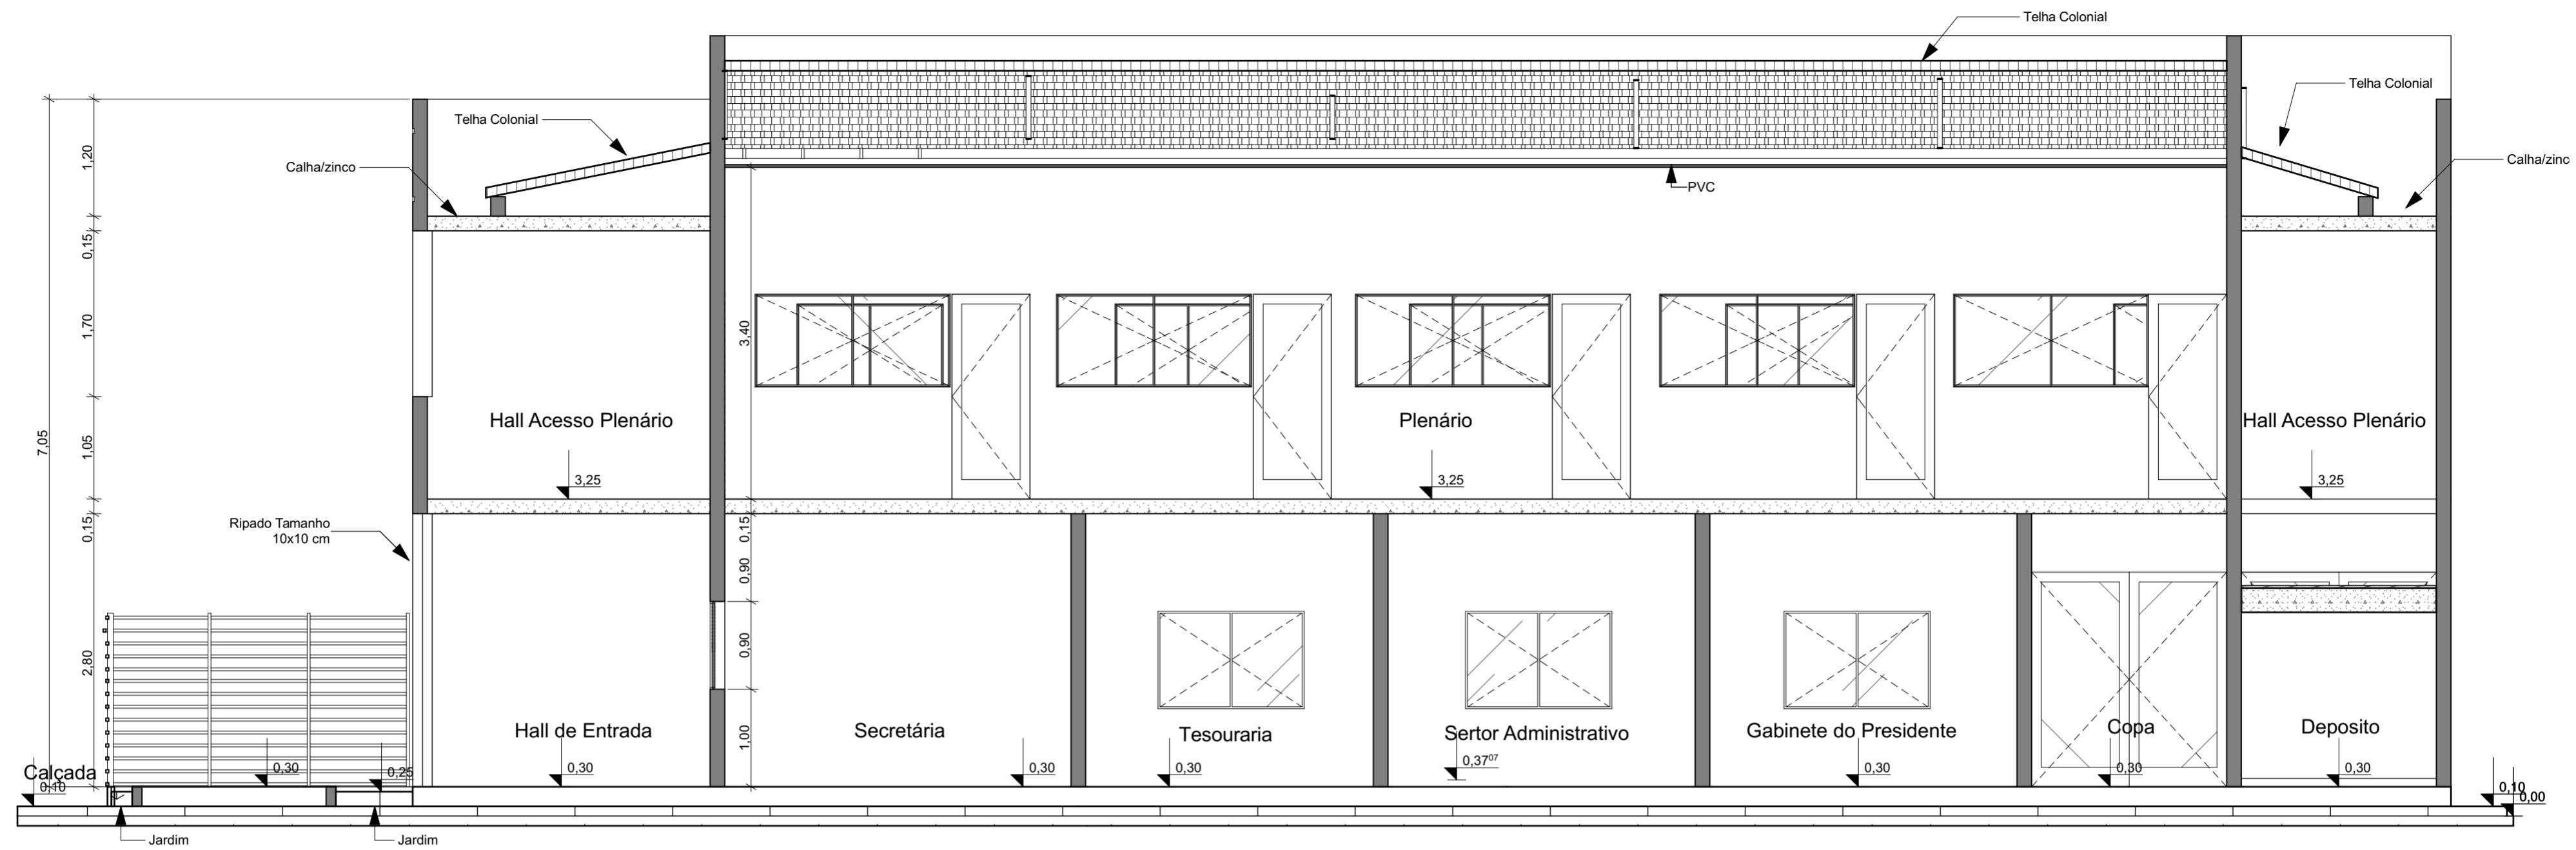 Telha Colonial
Telha Colonial
Telha Colonial
Calha/zinco
Calha/zinc
PVC
7,05
1,20
0,15
1,70
1,05
0,15
2,80
3,40
0,15
0,90
0,90
1,00
Hall Acesso Plenário
Plenário
Hall Acesso Plenário
3,25
3,25
3,25
Ripado Tamanho
10x10 cm
Hall de Entrada
Secretária
Tesouraria
Sertor Administrativo
Gabinete do Presidente
Copa
Deposito
Calçada
0,10
0,30
0,25
0,30
0,30
0,30
0,37⁰⁷
0,30
0,30
0,30
0,10
0,00
Jardim
Jardim